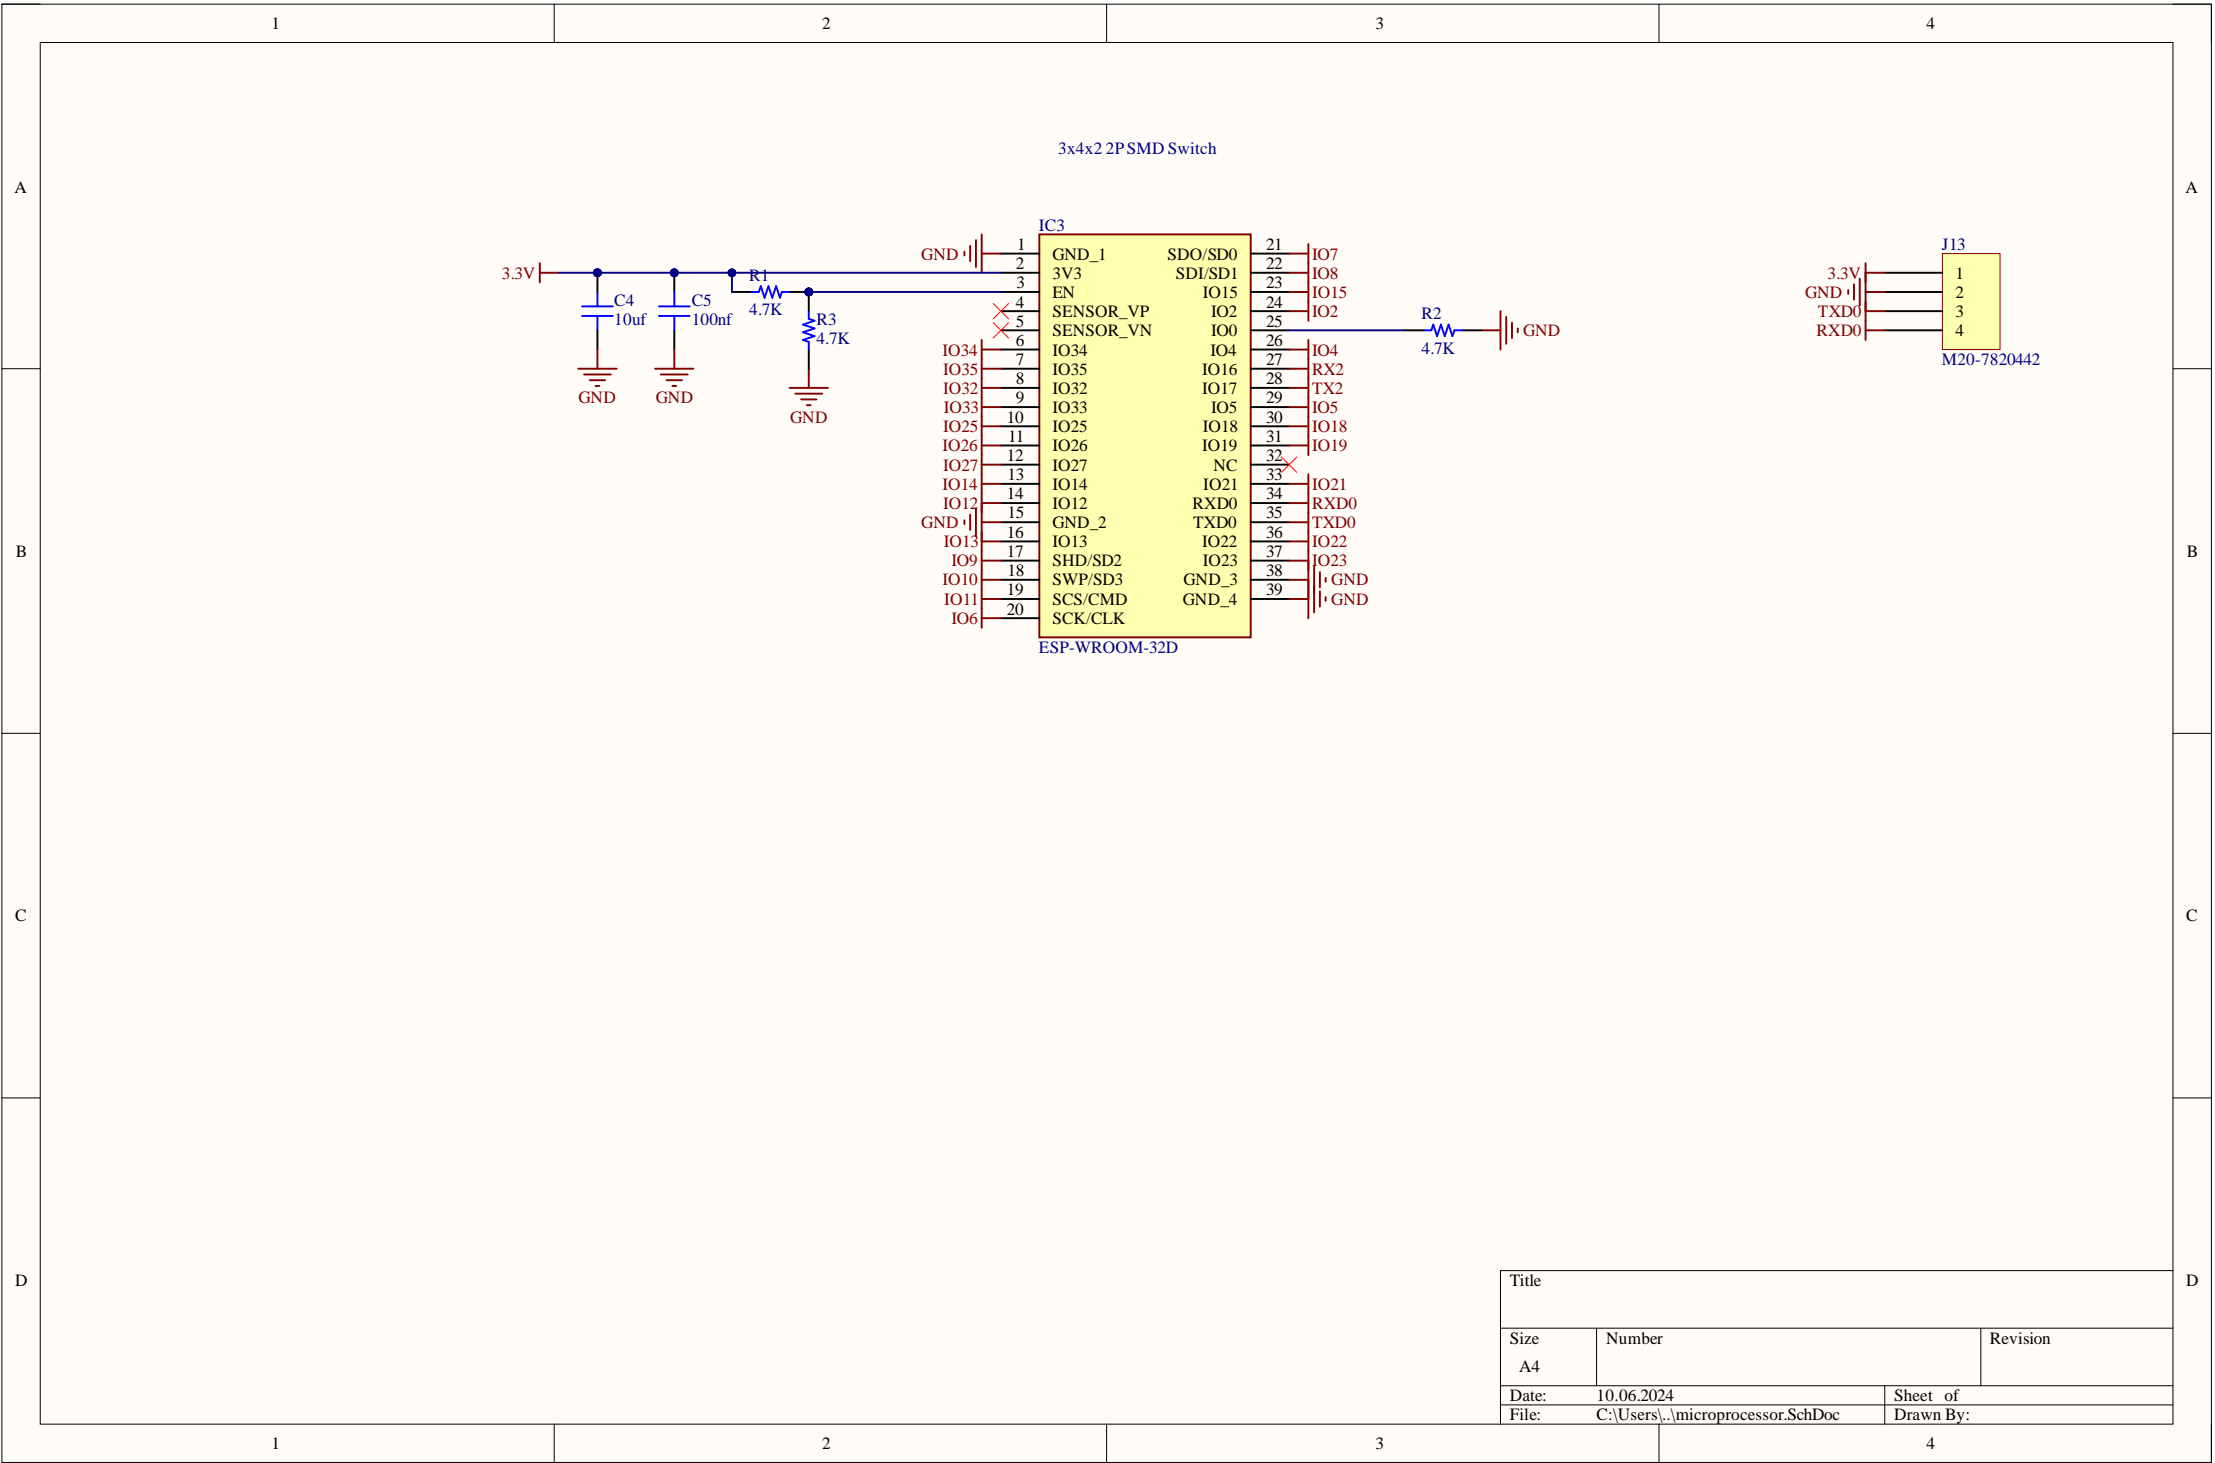 1 2 3 4
3x4x2 2P SMD Switch
A A
IC3
J13
GND 1 GND_1 SDO/SD0 21 IO7
3.3V 2 3V3 SDI/SD1 22 IO8
3.3V 1
R1
4.7K
3 EN IO15 23 IO15
GND 2
C4
10uf
C5
100nf
4 SENSOR_VP IO2 24 IO2
TXD0 3
R3
4.7K
5 SENSOR_VN IO0 25
R2
4.7K
GND
RXD0 4
M20-7820442
IO34 6 IO34 IO4 26 IO4
IO35 7 IO35 IO16 27 RX2
IO32 8 IO32 IO17 28 TX2
GND GND
GND
IO33 9 IO33 IO5 29 IO5
IO25 10 IO25 IO18 30 IO18
IO26 11 IO26 IO19 31 IO19
IO27 12 IO27 NC 32
IO14 13 IO14 IO21 33 IO21
IO12 14 IO12 RXD0 34 RXD0
GND 15 GND_2 TXD0 35 TXD0
IO13 16 IO13 IO22 36 IO22
B B
IO9 17 SHD/SD2 IO23 37 IO23
IO10 18 SWP/SD3 GND_3 38 GND
IO11 19 SCS/CMD GND_4 39 GND
IO6 20 SCK/CLK
ESP-WROOM-32D
C C
D D
Title
Size Number Revision
A4
Date: 10.06.2024 Sheet of
File: C:\Users\..\microprocessor.SchDoc Drawn By:
1 2 3 4